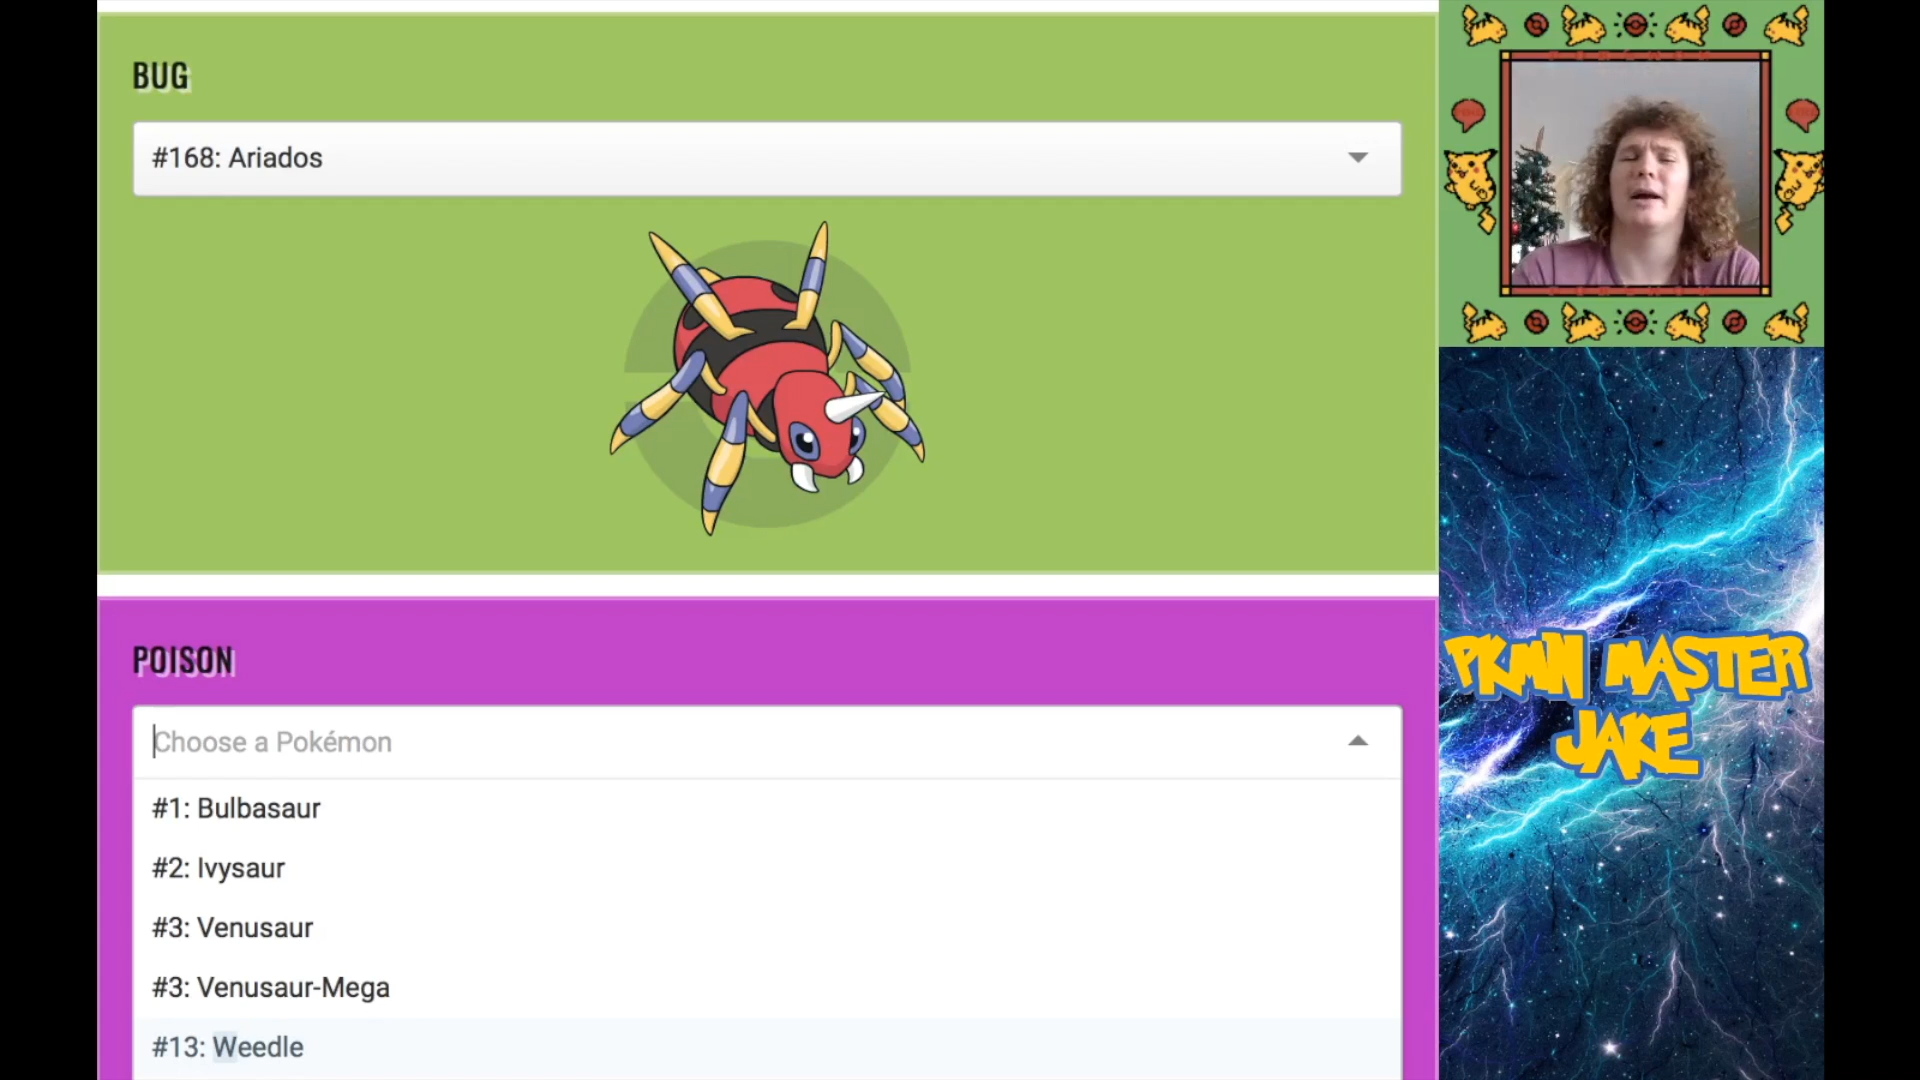 BUG
#168: Ariados
POISON
Choose a Pokémon
#1: Bulbasaur
#2: Ivysaur
#3: Venusaur
#3: Venusaur-Mega
#13: Weedle
PKMN MASTER
JAKE